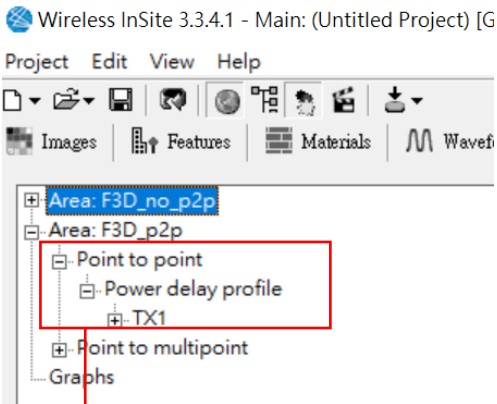 Wireless InSite 3.3.4.1 - Main: (Untitled Project) [G
Project Edit View Help
Images Features Materials Wavef
Area: F3D_no_p2p
Area: F3D_p2p
Point to point
Power delay profile
TX1
Point to multipoint
Graphs